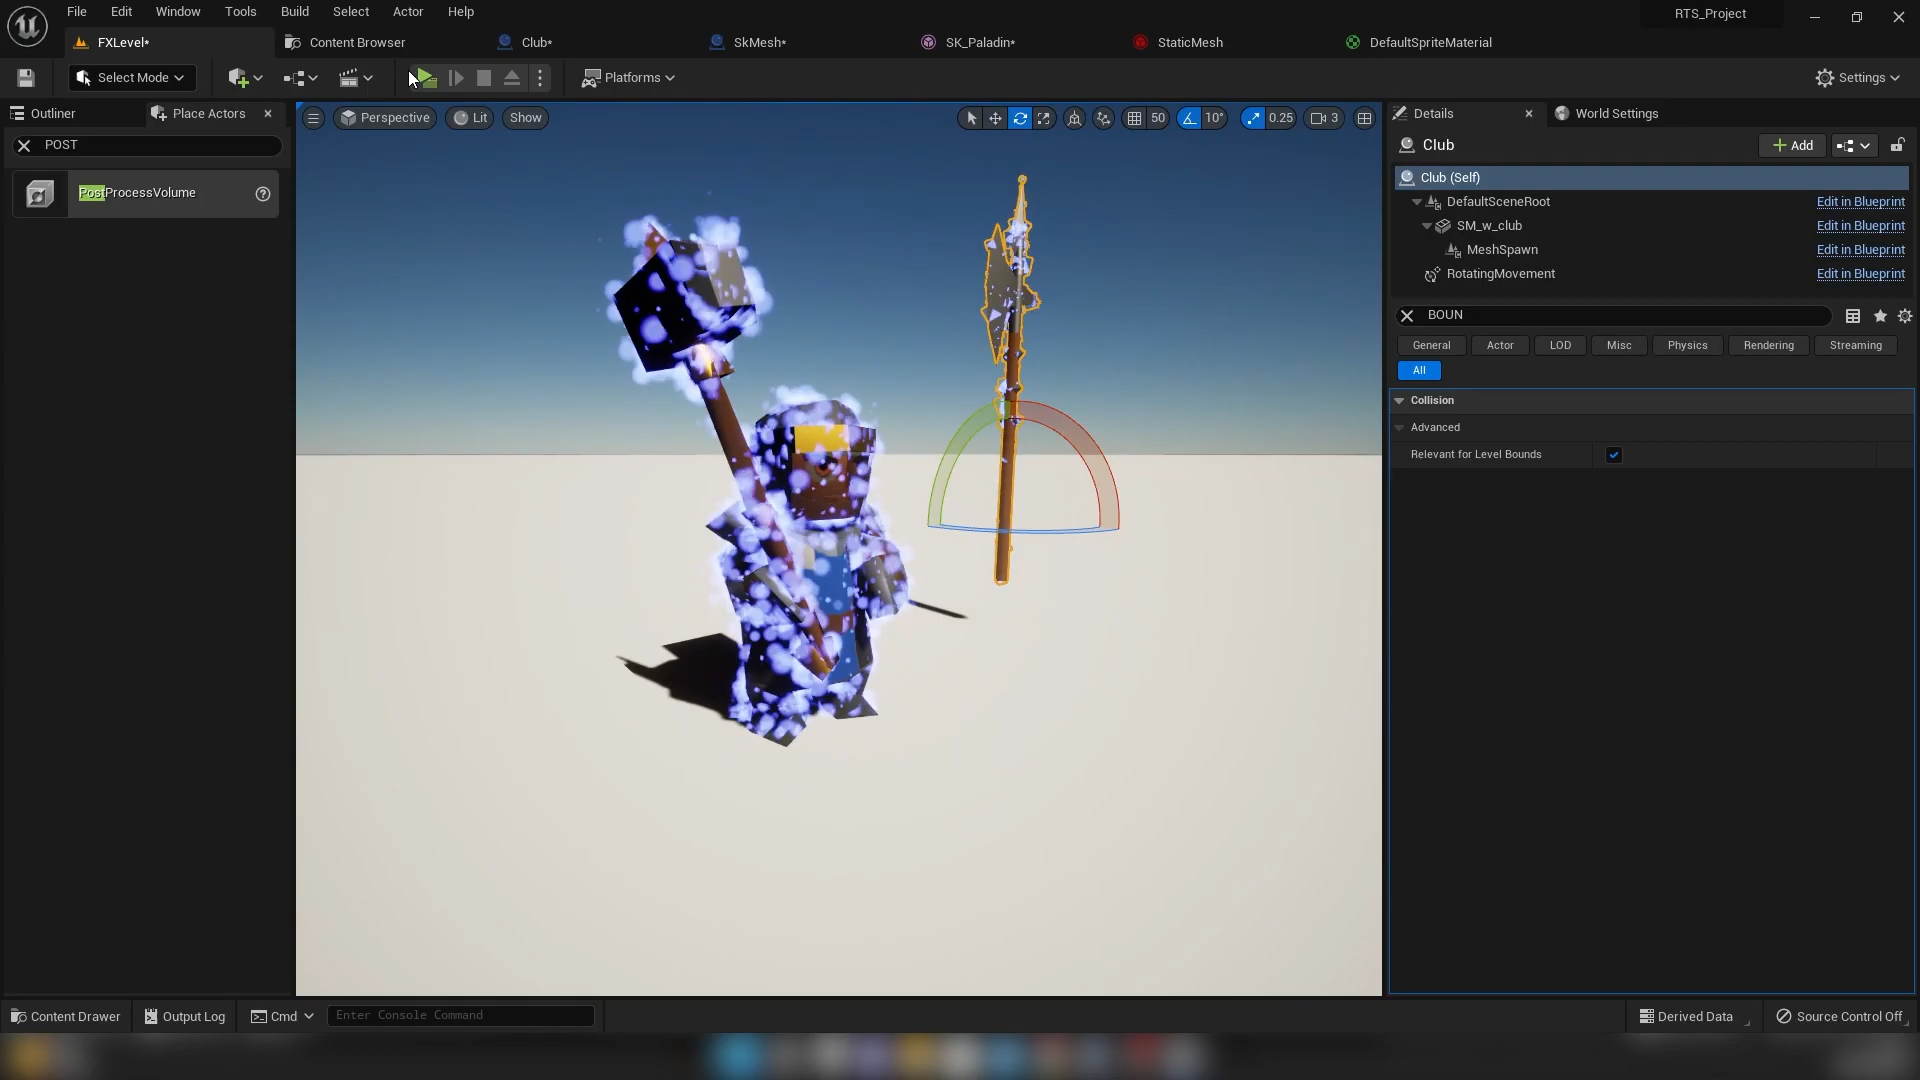 File Edit Window Tools Build Select Actor Help
RTS_Project
FXLevel*
Content Browser
Club*
SkMesh*
SK_Paladin*
StaticMesh
DefaultSpriteMaterial
Select Mode
Platforms
Settings
Outliner
Place Actors
POST
PostProcessVolume
Perspective
Lit
Show
50
10°
0.25
3
Details
World Settings
Club
Add
Club (Self)
DefaultSceneRoot Edit in Blueprint
SM_w_club Edit in Blueprint
MeshSpawn Edit in Blueprint
RotatingMovement Edit in Blueprint
BOUN
General Actor LOD Misc Physics Rendering Streaming
All
Collision
Advanced
Relevant for Level Bounds
Content Drawer
Output Log
Cmd
Enter Console Command
Derived Data
Source Control Off